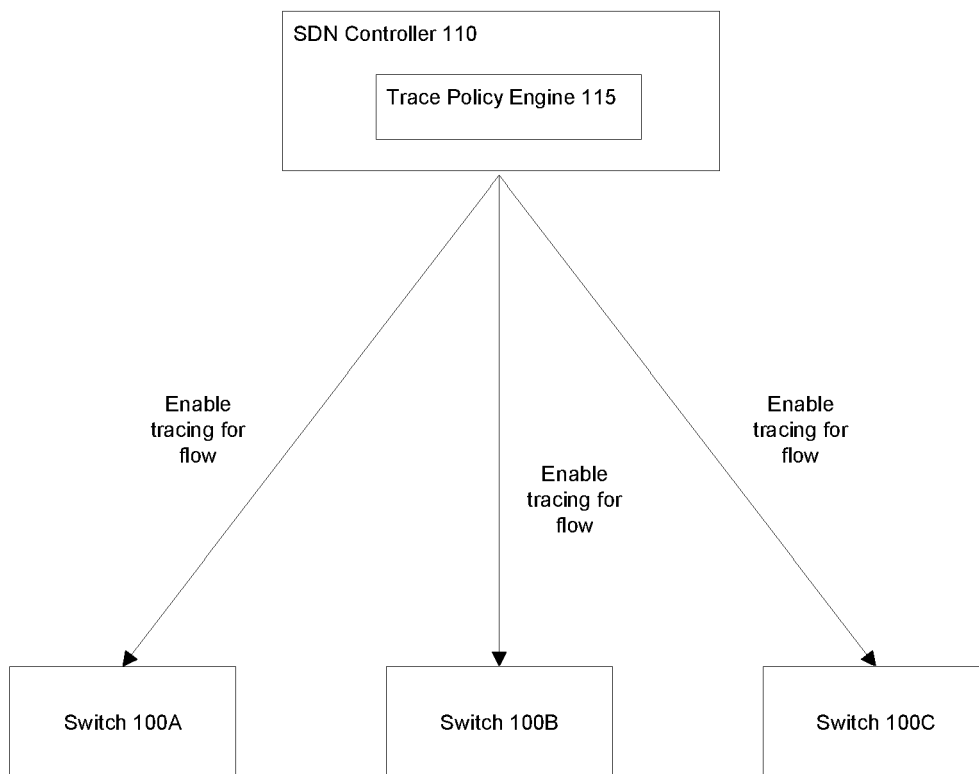 SDN Controller 110
Trace Policy Engine 115
Enable
tracing for
flow
Enable
tracing for
flow
Enable
tracing for
flow
Switch 100A
Switch 100B
Switch 100C